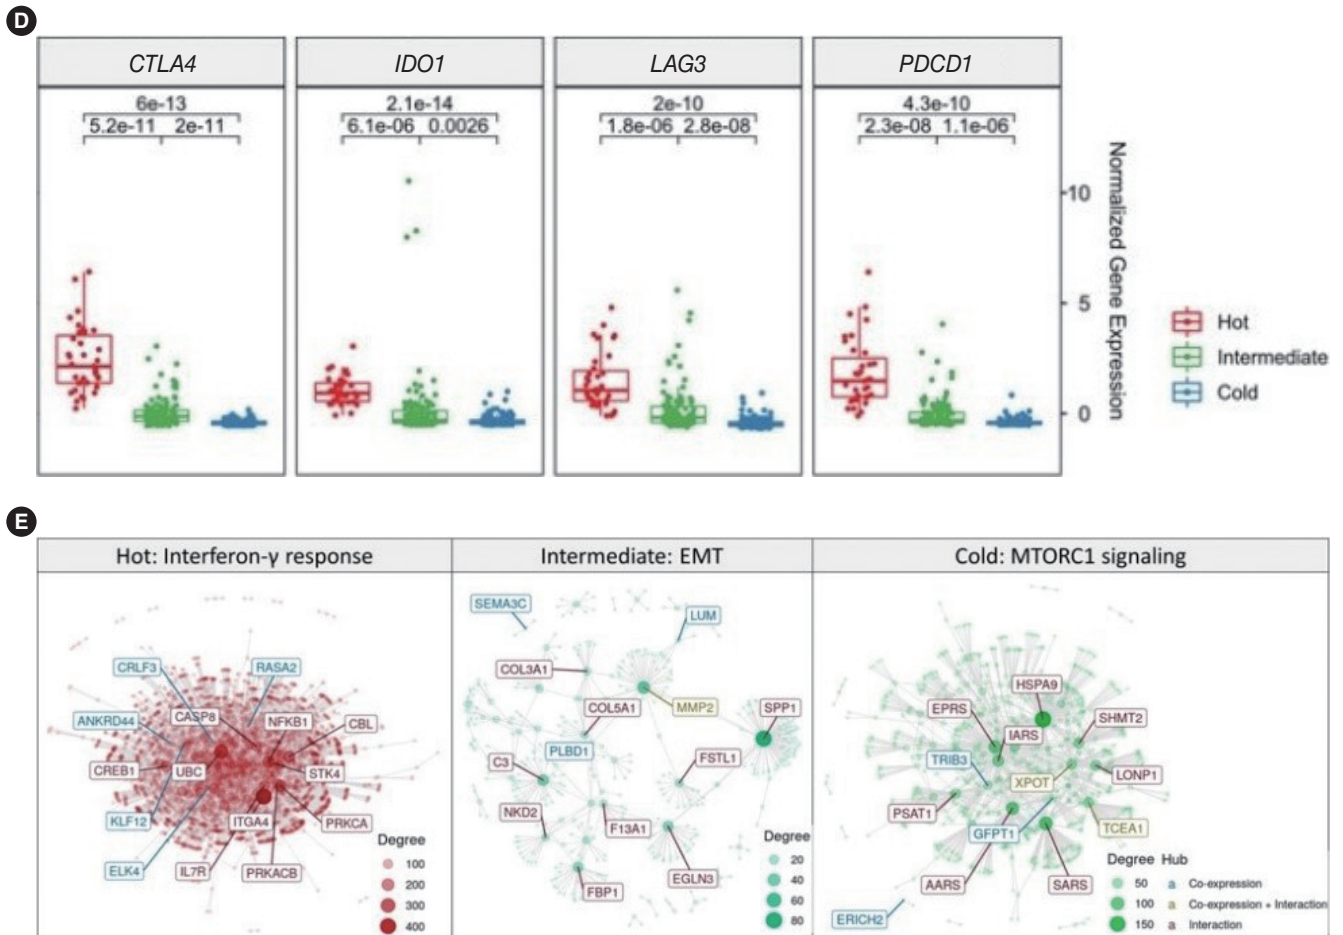 D
CTLA4
IDO1
LAG3
PDCD1
6e-13
5.2e-11 2e-11
2.1e-14
6.1e-06 0.0026
2e-10
1.8e-06 2.8e-08
4.3e-10
2.3e-08 1.1e-06
10
5
0
Normalized Gene Expression
Hot
Intermediate
Cold
E
Hot: Interferon-γ response
CRLF3
RASA2
ANKRD44
CASP8
NFKB1
CBL
CREB1
UBC
STK4
KLF12
ITGA4
PRKCA
ELK4
IL7R
PRKACB
Degree
100
200
300
400
Intermediate: EMT
SEMA3C
LUM
COL3A1
COL5A1
MMP2
SPP1
PLBD1
C3
FSTL1
NKD2
F13A1
FBP1
EGLN3
Degree
20
40
60
80
Cold: MTORC1 signaling
HSPA9
EPRS
IARS
SHMT2
TRIB3
XPOT
LONP1
PSAT1
GFPT1
TCEA1
AARS
SARS
ERICH2
Degree Hub
50 a Co-expression
100 a Co-expression + Interaction
150 a Interaction